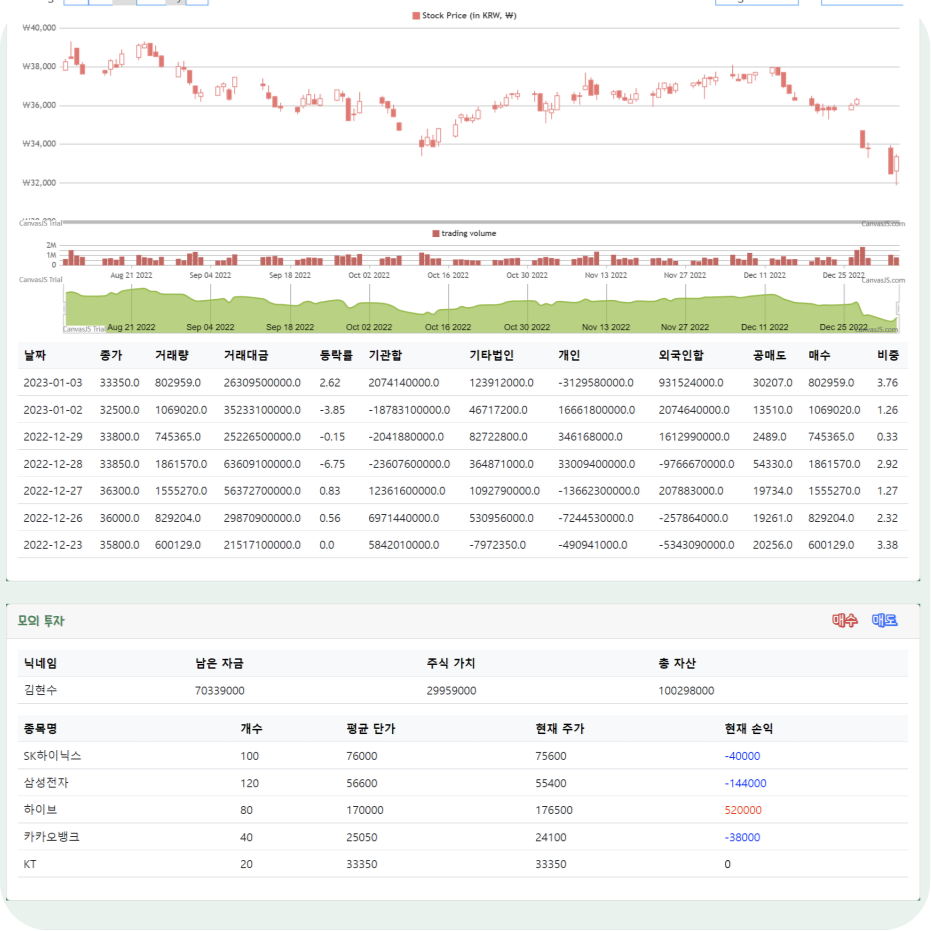 Stock Price (in KRW, ₩)
₩40,000
₩38,000
₩36,000
₩34,000
₩32,000
CanvasJS Trial CanvasJS.com
trading volume
2M
1M
0
Aug 21 2022 Sep 04 2022 Sep 18 2022 Oct 02 2022 Oct 16 2022 Oct 30 2022 Nov 13 2022 Nov 27 2022 Dec 11 2022 Dec 25 2022
CanvasJS Trial CanvasJS.com
Aug 21 2022 Sep 04 2022 Sep 18 2022 Oct 02 2022 Oct 16 2022 Oct 30 2022 Nov 13 2022 Nov 27 2022 Dec 11 2022 Dec 25 2022
CanvasJS Trial CanvasJS.com
날짜 종가 거래량 거래대금 등락률 기관합 기타법인 개인 외국인합 공매도 매수 비중
2023-01-03 33350.0 802959.0 26309500000.0 2.62 2074140000.0 123912000.0 -3129580000.0 931524000.0 30207.0 802959.0 3.76
2023-01-02 32500.0 1069020.0 35233100000.0 -3.85 -18783100000.0 46717200.0 16661800000.0 2074640000.0 13510.0 1069020.0 1.26
2022-12-29 33800.0 745365.0 25226500000.0 -0.15 -2041880000.0 82722800.0 346168000.0 1612990000.0 2489.0 745365.0 0.33
2022-12-28 33850.0 1861570.0 63609100000.0 -6.75 -23607600000.0 364871000.0 33009400000.0 -9766670000.0 54330.0 1861570.0 2.92
2022-12-27 36300.0 1555270.0 56372700000.0 0.83 12361600000.0 1092790000.0 -13662300000.0 207883000.0 19734.0 1555270.0 1.27
2022-12-26 36000.0 829204.0 29870900000.0 0.56 6971440000.0 530956000.0 -7244530000.0 -257864000.0 19261.0 829204.0 2.32
2022-12-23 35800.0 600129.0 21517100000.0 0.0 5842010000.0 -7972350.0 -490941000.0 -5343090000.0 20256.0 600129.0 3.38
모의 투자 매수 매도
닉네임 남은 자금 주식 가치 총 자산
김현수 70339000 29959000 100298000
종목명 개수 평균 단가 현재 주가 현재 손익
SK하이닉스 100 76000 75600 -40000
삼성전자 120 56600 55400 -144000
하이브 80 170000 176500 520000
카카오뱅크 40 25050 24100 -38000
KT 20 33350 33350 0